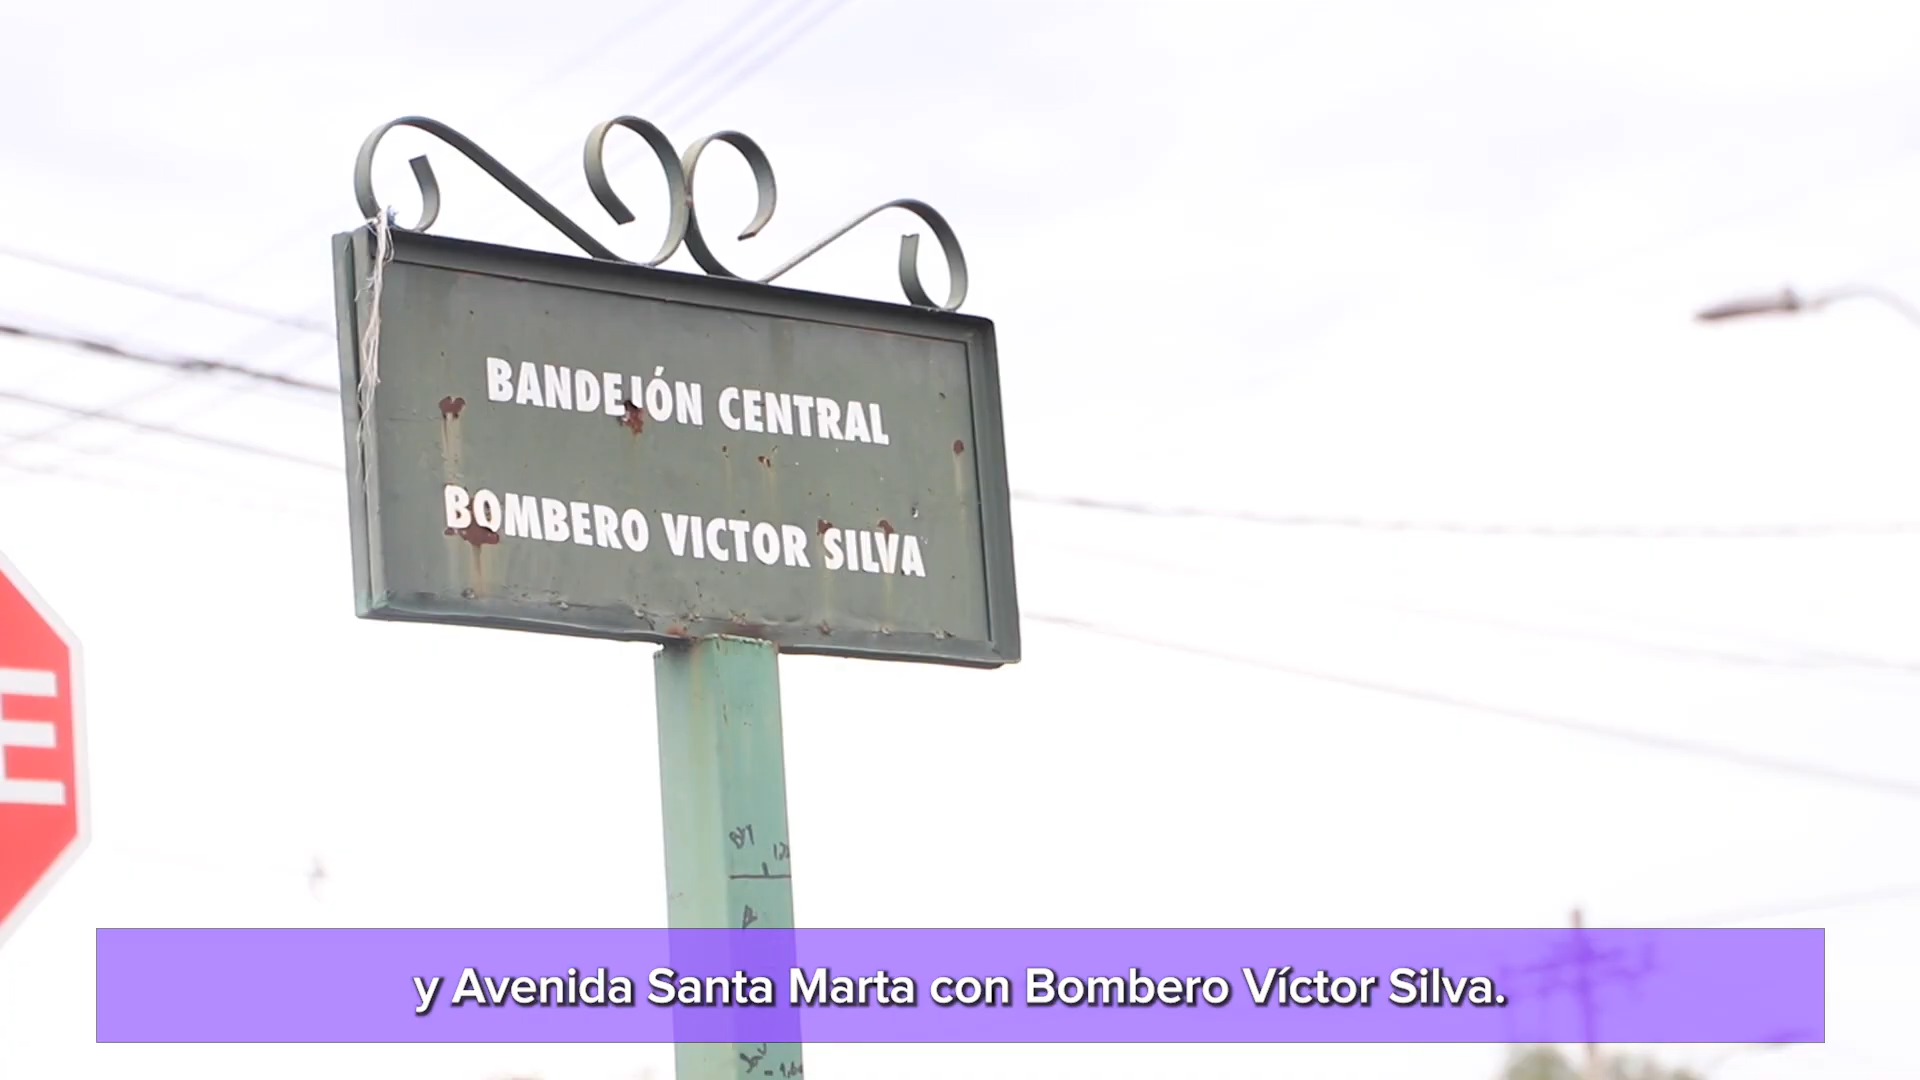 BANDEJÓN CENTRAL
BOMBERO VICTOR SILVA
E
y Avenida Santa Marta con Bombero Víctor Silva.